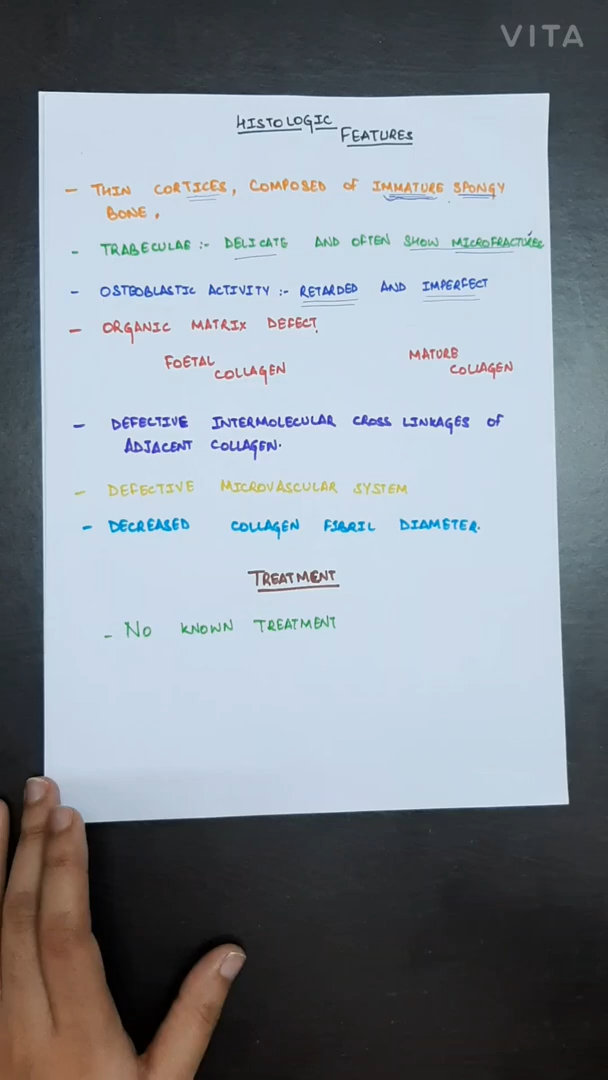 VITA
HISTOLOGIC
FEATURES
- THIN CORTICES, COMPOSED OF IMMATURE SPONGY
BONE,
- TRABECULAE :- DELICATE AND OFTEN SHOW MICROFRACTURE
- OSTEOBLASTIC ACTIVITY :- RETARDED AND IMPERFECT
- ORGANIC MATRIX DEFECT.
FOETAL MATURE
COLLAGEN COLLAGEN
- DEFECTIVE INTERMOLECULAR CROSS LINKAGES OF
ADJACENT COLLAGEN.
- DEFECTIVE MICROVASCULAR SYSTEM
- DECREASED COLLAGEN FIBRIL DIAMETER.
TREATMENT
- NO KNOWN TREATMENT